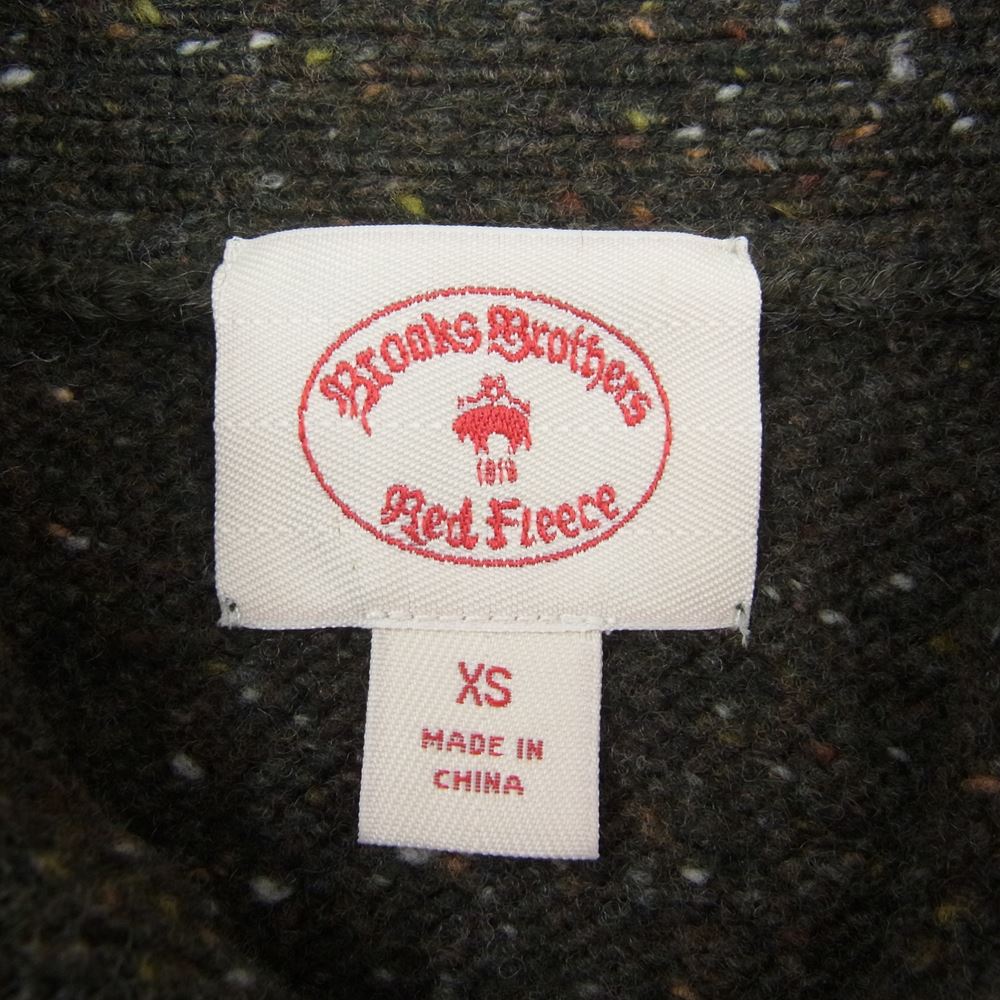 Brooks Brothers
1818
Red Fleece
XS
MADE IN
CHINA